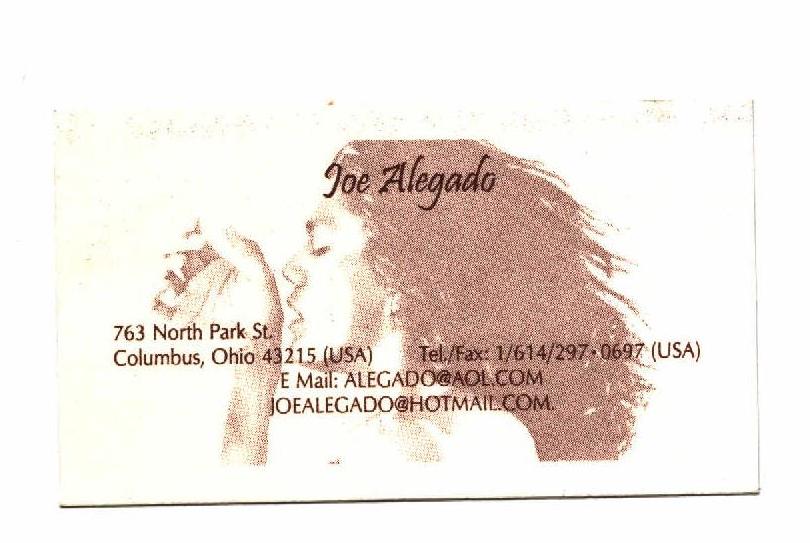 Joe Alegado
763 North Park St.
Columbus, Ohio 43215 (USA) Tel./Fax: 1/614/297-0697 (USA)
E Mail: ALEGADO@AOL.COM
JOEALEGADO@HOTMAIL.COM.